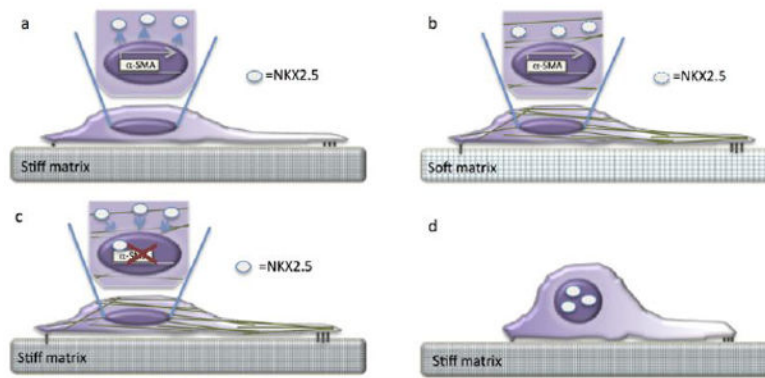 a
α-SMA
=NKX2.5
Stiff matrix
b
α-SMA
=NKX2.5
Soft matrix
c
α-SMA
=NKX2.5
Stiff matrix
d
Stiff matrix